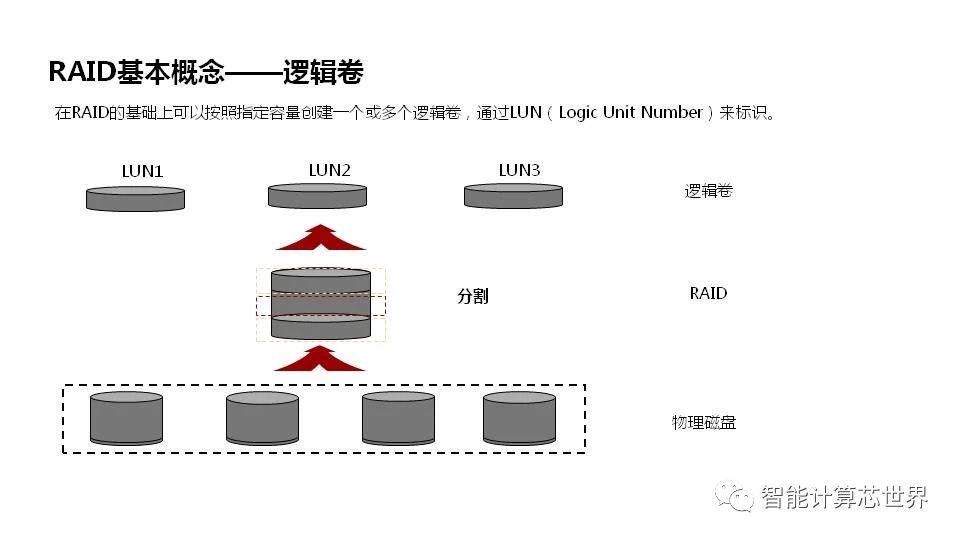 RAID基本概念——逻辑卷
在RAID的基础上可以按照指定容量创建一个或多个逻辑卷，通过LUN（Logic Unit Number）来标识。
LUN1 LUN2 LUN3
逻辑卷
分割 RAID
物理磁盘
智能计算芯世界